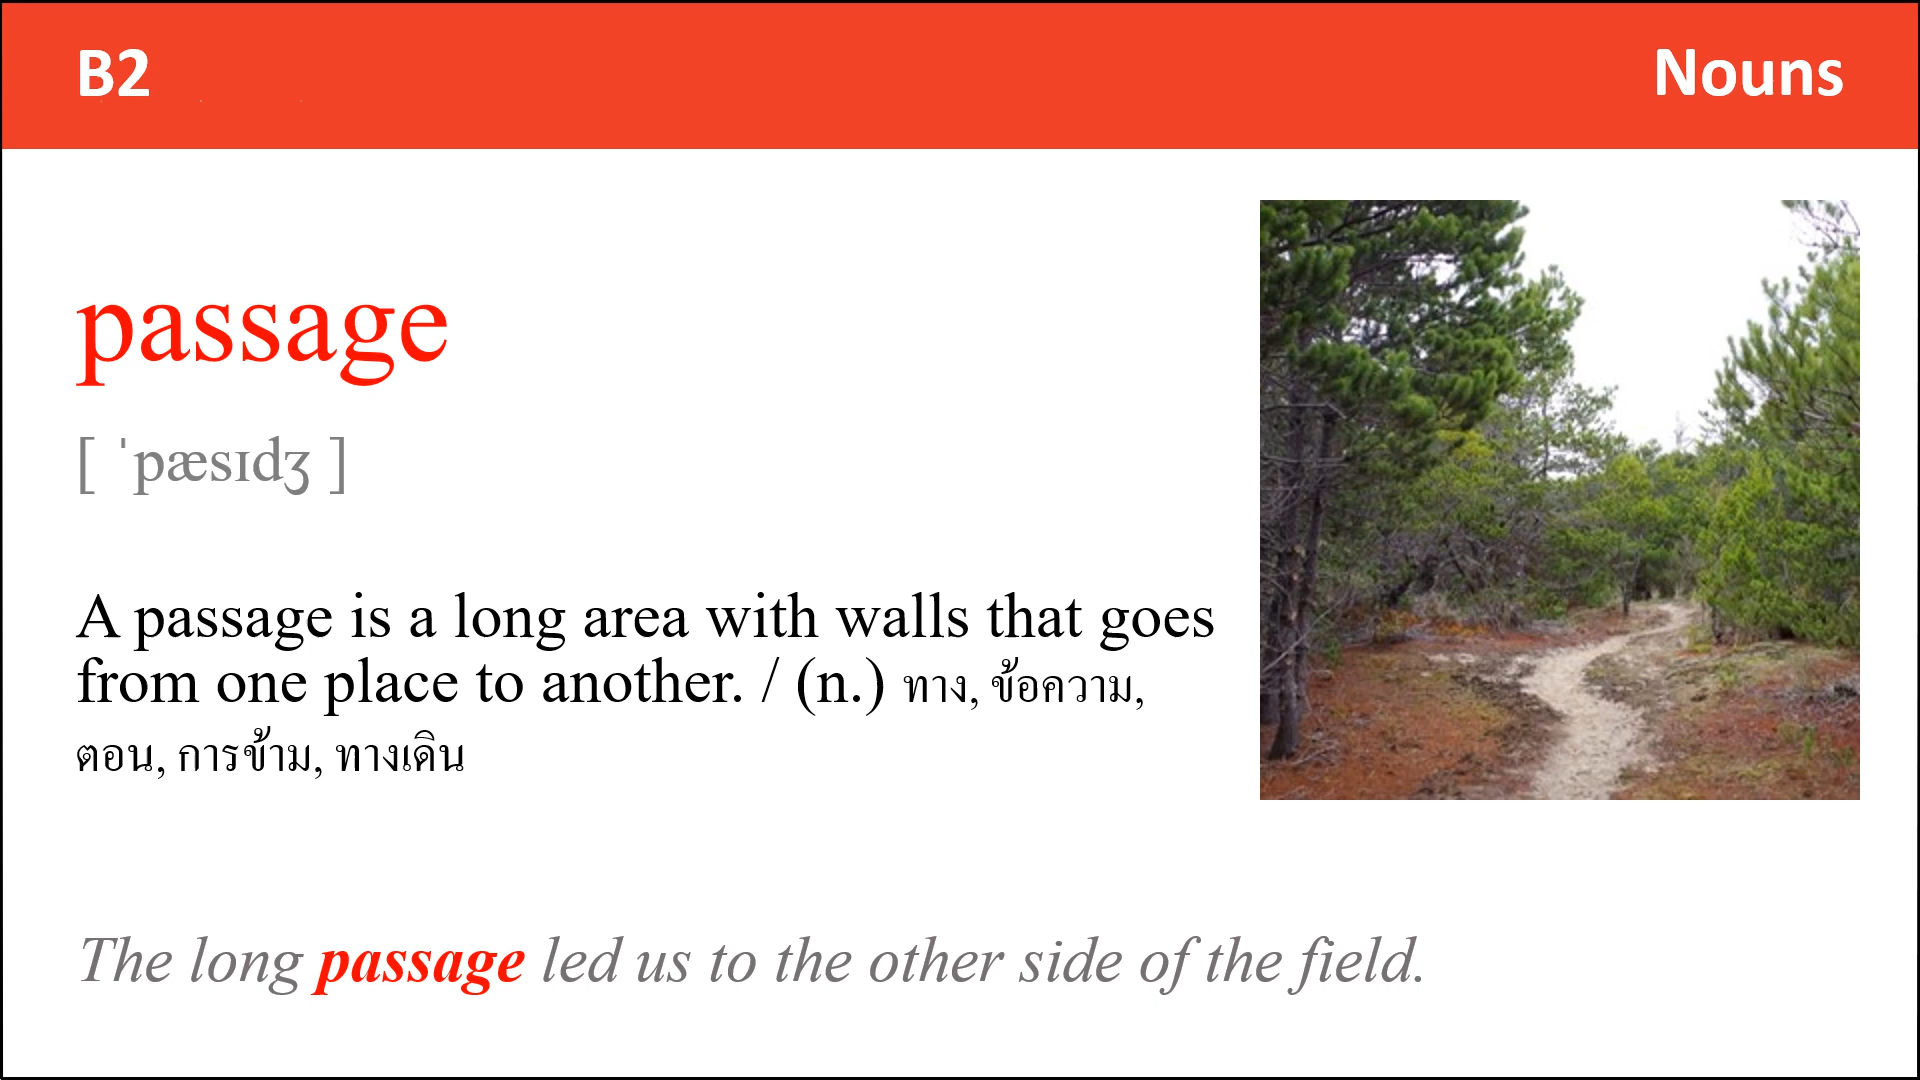 B2
Nouns
passage
[ ˈpæsɪdʒ ]
A passage is a long area with walls that goes
from one place to another. / (n.) ทาง, ข้อความ,
ตอน, การข้าม, ทางเดิน
The long passage led us to the other side of the field.